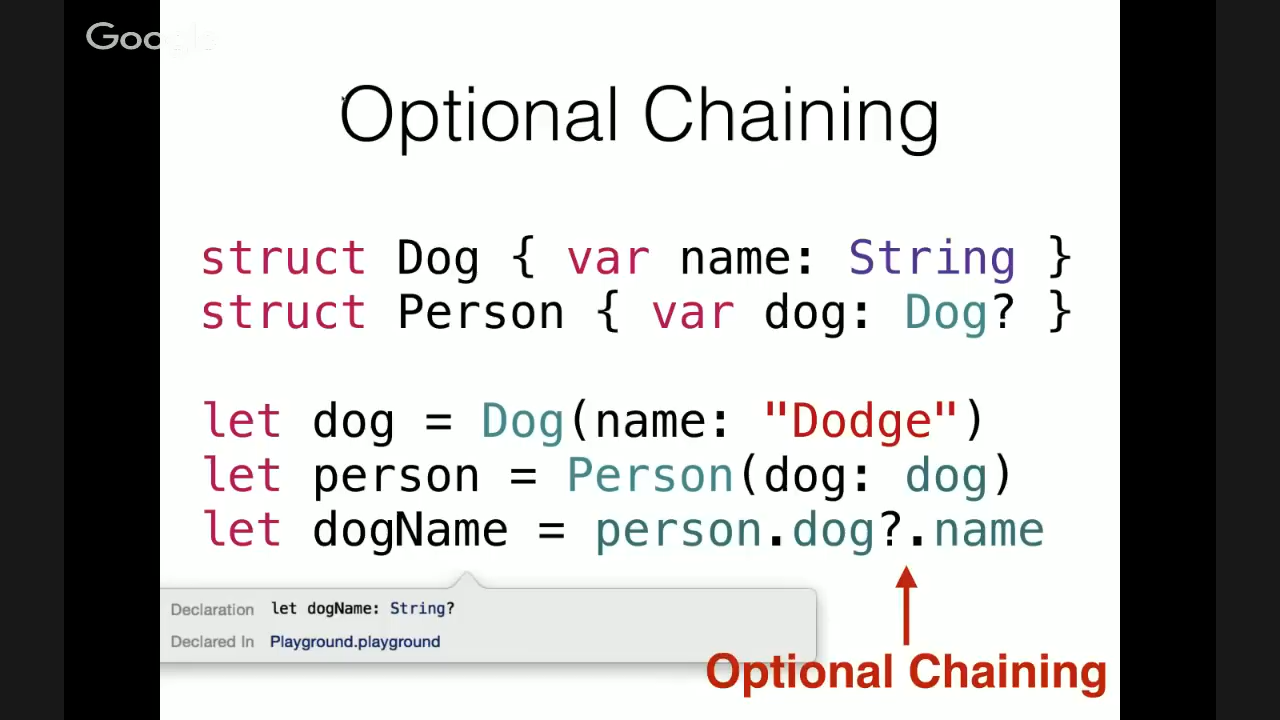 Google
Optional Chaining
struct Dog { var name: String }
struct Person { var dog: Dog? }
let dog = Dog(name: "Dodge")
let person = Person(dog: dog)
let dogName = person.dog?.name
Declaration let dogName: String?
Declared In Playground.playground
Optional Chaining